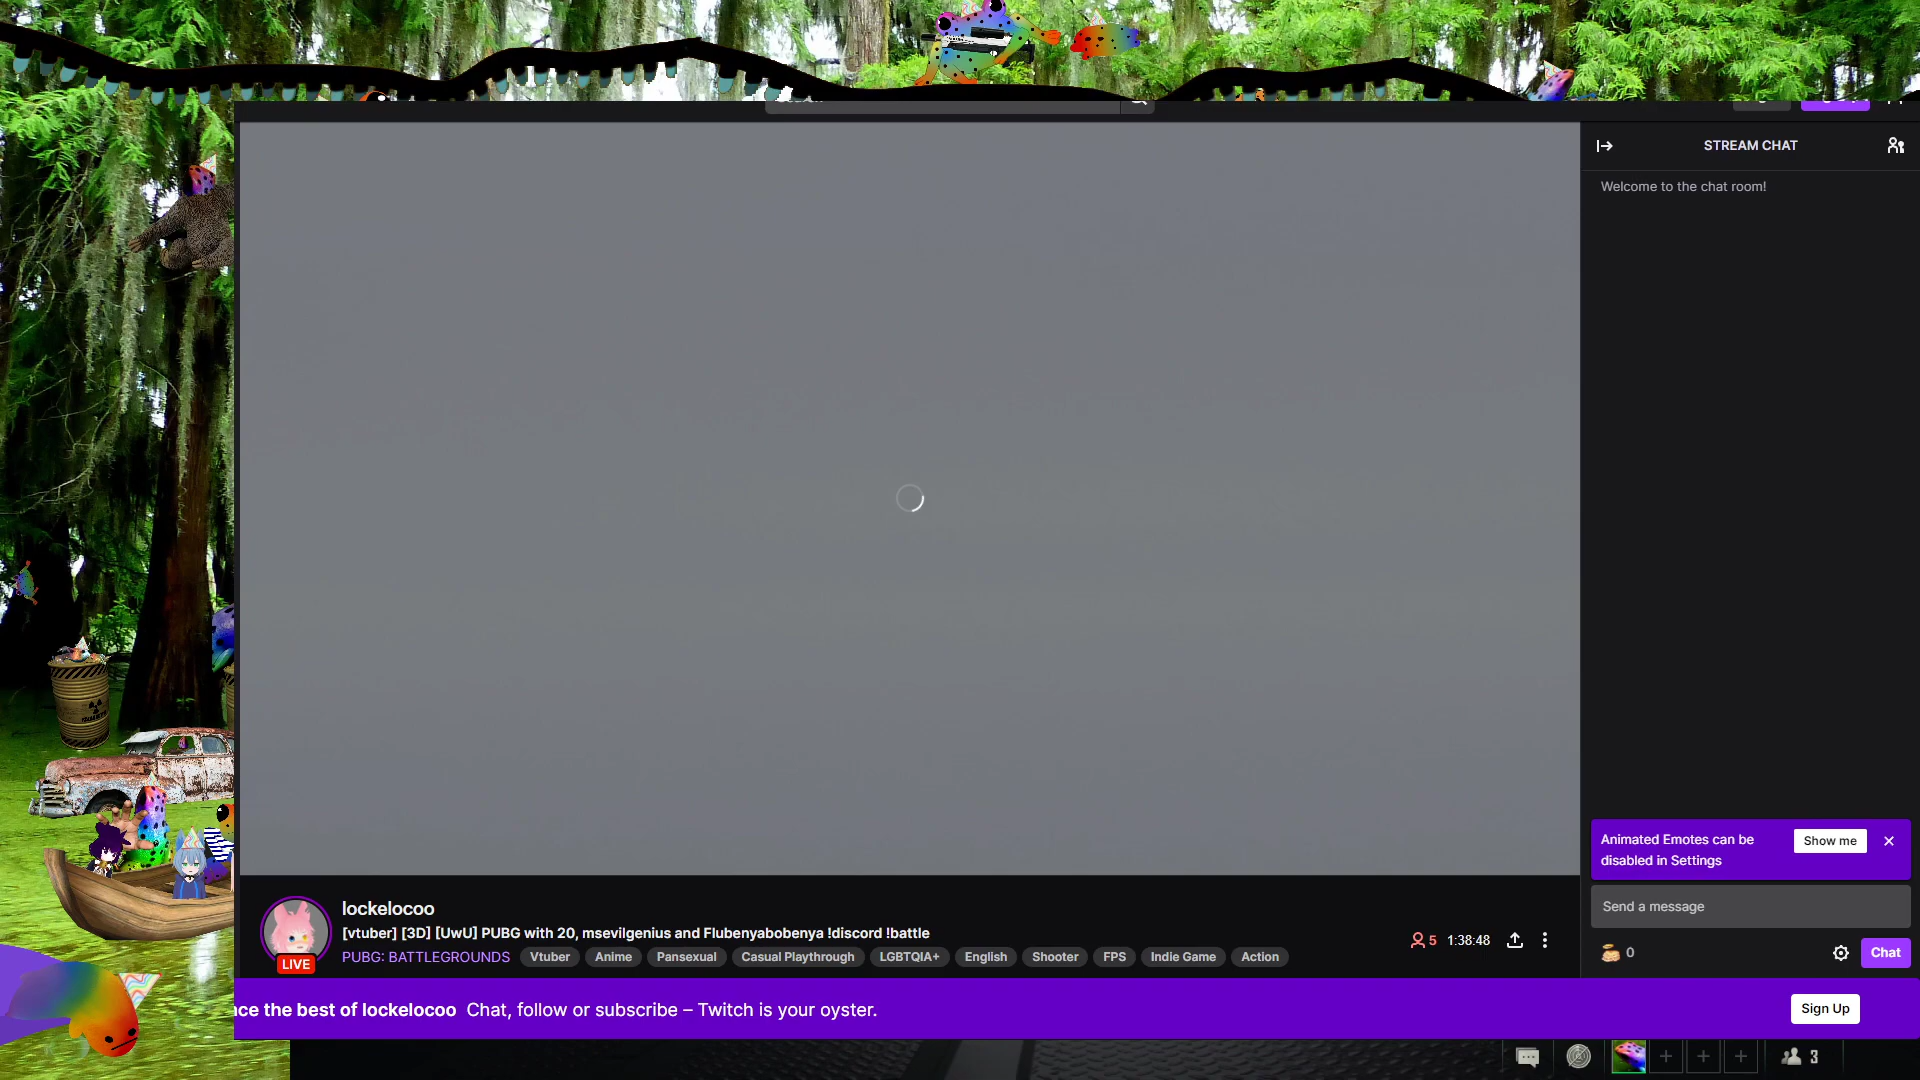 STREAM CHAT
Welcome to the chat room!
Animated Emotes can be
disabled in Settings
Show me
Send a message
0
Chat
lockelocoo
[vtuber] [3D] [UwU] PUBG with 20, msevilgenius and Flubenyabobenya !discord !battle
LIVE
PUBG: BATTLEGROUNDS Vtuber Anime Pansexual Casual Playthrough LGBTQIA+ English Shooter FPS Indie Game Action
5 1:38:48
the best of lockelocoo Chat, follow or subscribe – Twitch is your oyster.
Sign Up
3